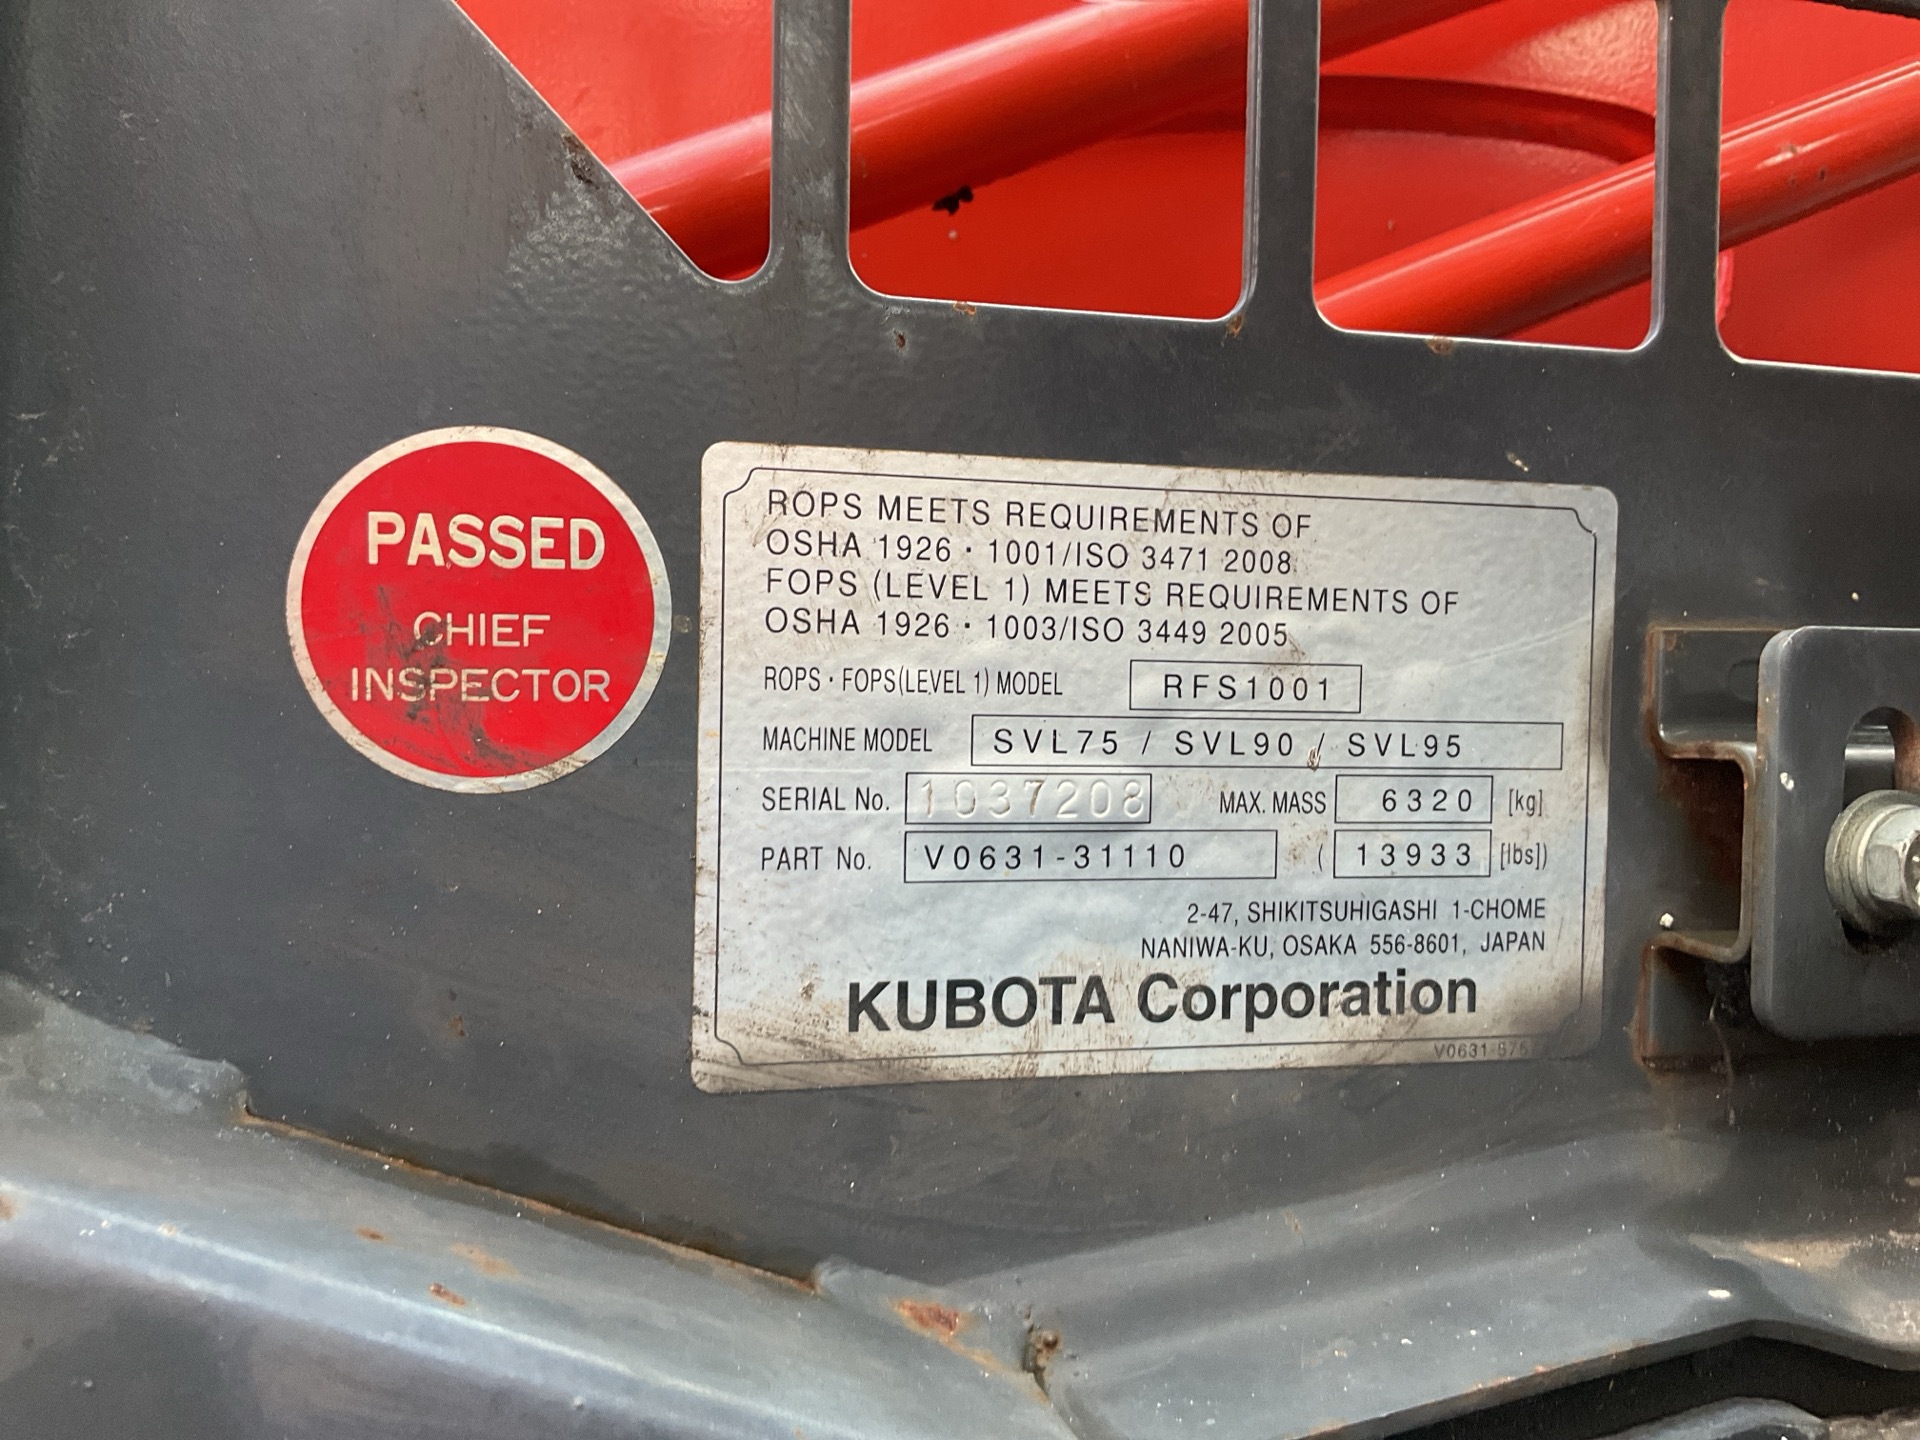 PASSED
CHIEF
INSPECTOR
ROPS MEETS REQUIREMENTS OF
OSHA 1926・1001/ISO 3471 2008
FOPS (LEVEL 1) MEETS REQUIREMENTS OF
OSHA 1926・1003/ISO 3449 2005
ROPS・FOPS(LEVEL 1) MODEL RFS1001
MACHINE MODEL SVL75 / SVL90 / SVL95
SERIAL No. 1037208 MAX. MASS 6320 [kg]
PART No. V0631-31110 (13933 [lbs])
2-47, SHIKITSUHIGASHI 1-CHOME
NANIWA-KU, OSAKA 556-8601, JAPAN
KUBOTA Corporation